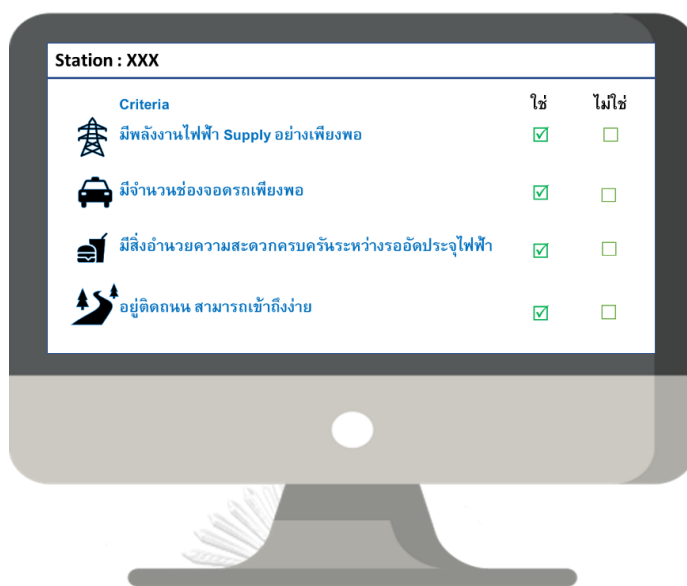 Station : XXX
Criteria ใช่ ไม่ใช่
มีพลังงานไฟฟ้า Supply อย่างเพียงพอ
มีจำนวนช่องจอดรถเพียงพอ
มีสิ่งอำนวยความสะดวกครบครันระหว่างรออัดประจุไฟฟ้า
อยู่ติดถนน สามารถเข้าถึงง่าย